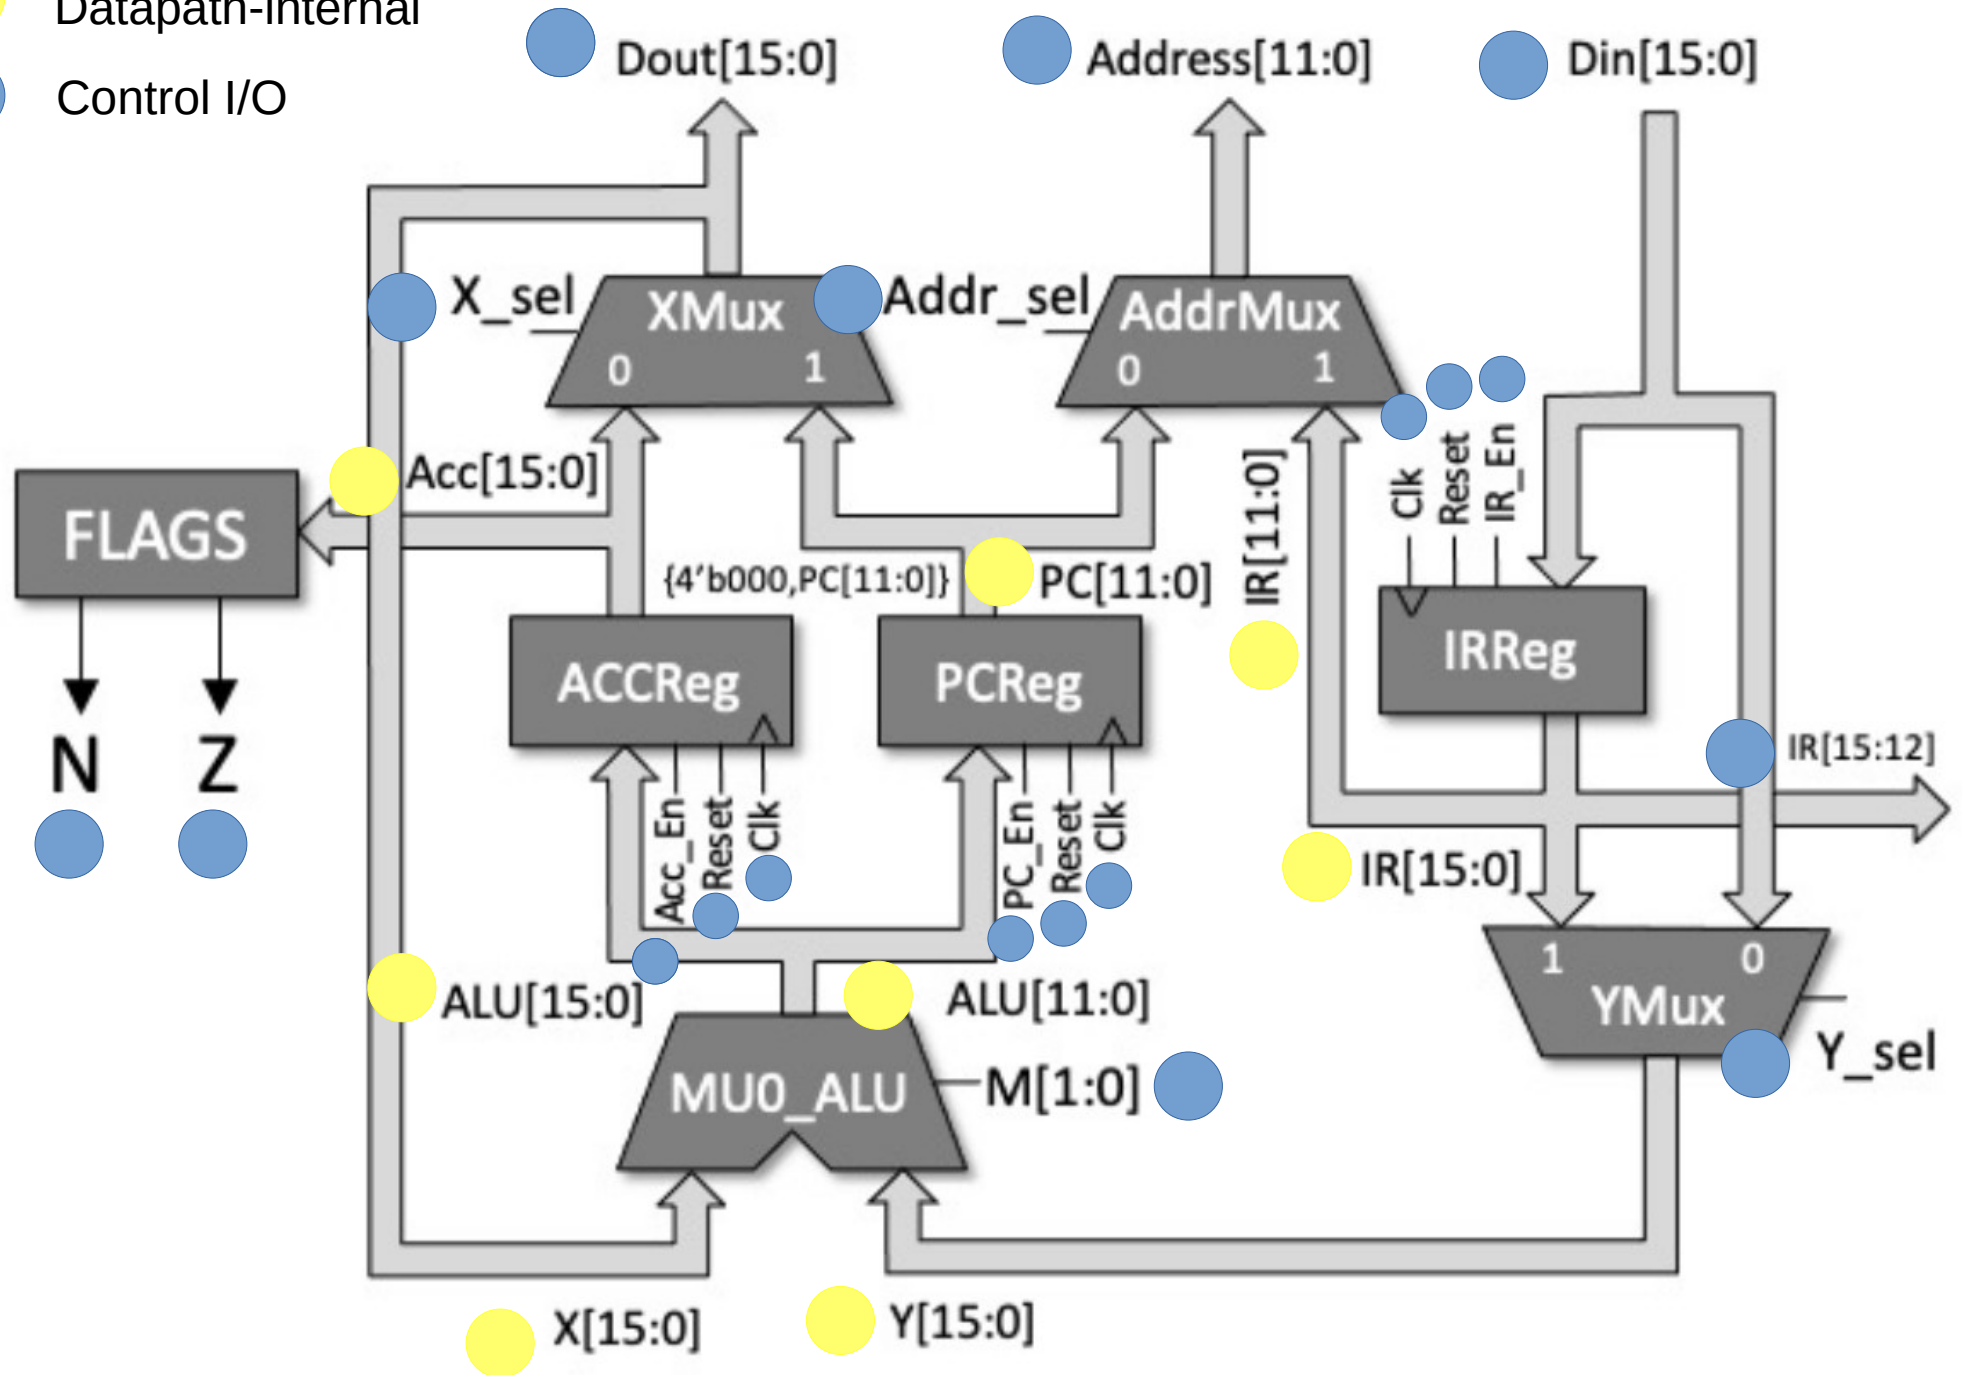 Datapath-Internal
Control I/O
Dout[15:0]
Address[11:0]
Din[15:0]
X_sel
XMux
0
1
Addr_sel
AddrMux
0
1
Acc[15:0]
FLAGS
N
Z
{4'b000,PC[11:0]}
PC[11:0]
IR[11:0]
Clk
Reset
IR_En
IRReg
ACCReg
PCReg
Acc_En
Reset
Clk
PC_En
Reset
Clk
IR[15:12]
IR[15:0]
1
0
YMux
Y_sel
ALU[15:0]
ALU[11:0]
MU0_ALU
M[1:0]
X[15:0]
Y[15:0]